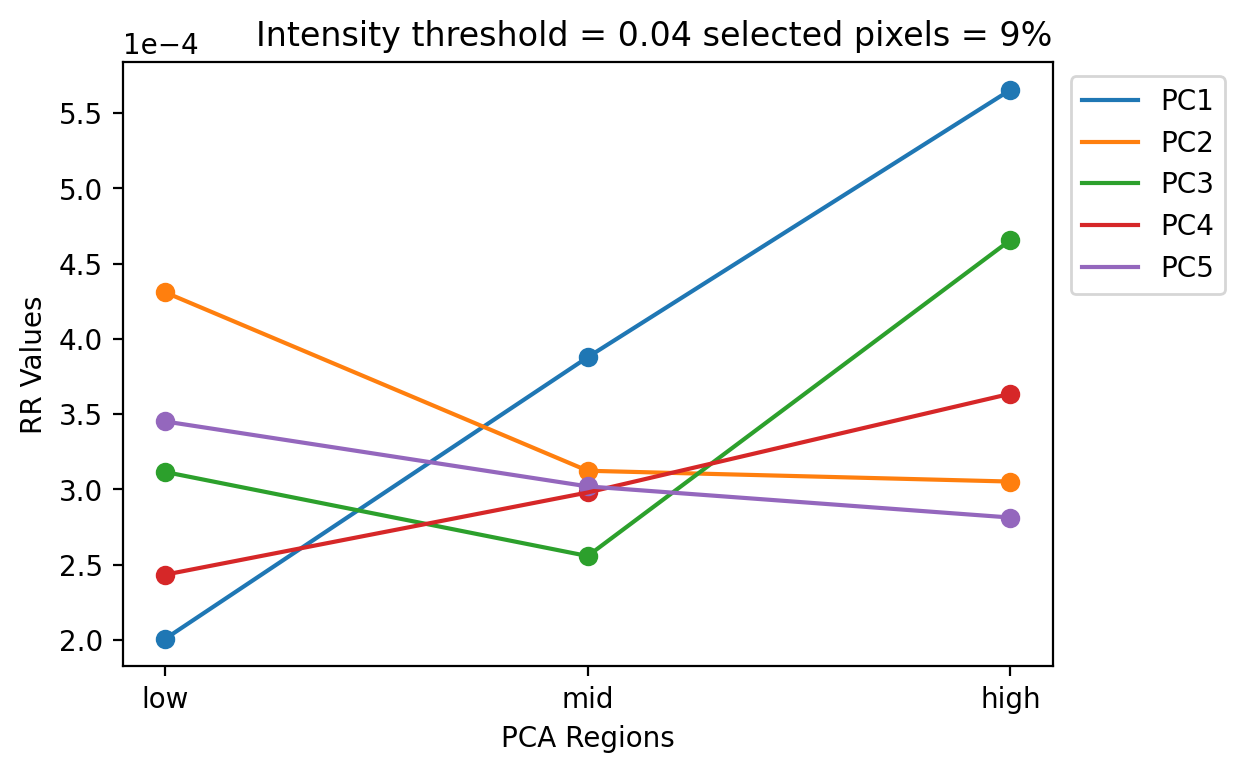 Intensity threshold = 0.04 selected pixels = 9%
1e−4
5.5
5.0
4.5
4.0
3.5
3.0
2.5
2.0
RR Values
low
mid
high
PCA Regions
PC1
PC2
PC3
PC4
PC5